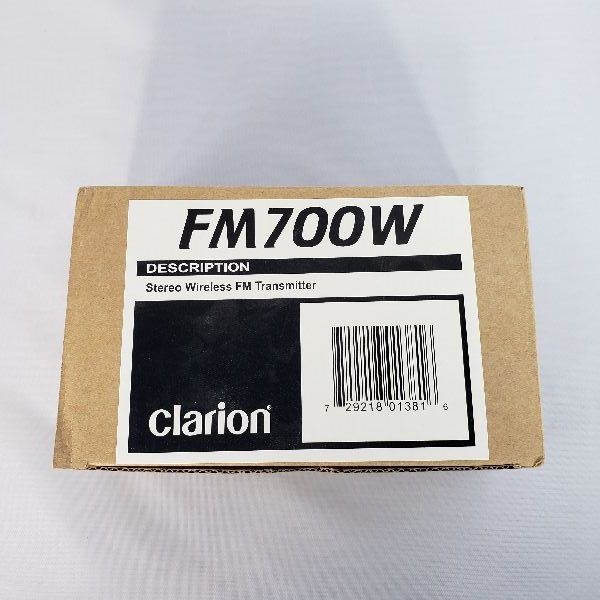 FM700W
DESCRIPTION
Stereo Wireless FM Transmitter
clarion®
7 29218 01381 6